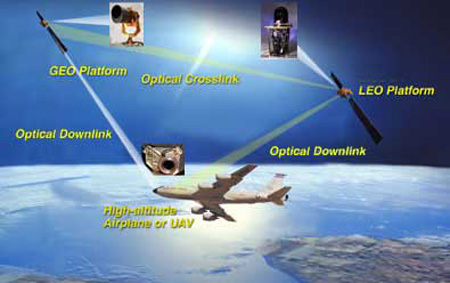 GEO Platform
Optical Crosslink
LEO Platform
Optical Downlink
Optical Downlink
High-altitude
Airplane or UAV